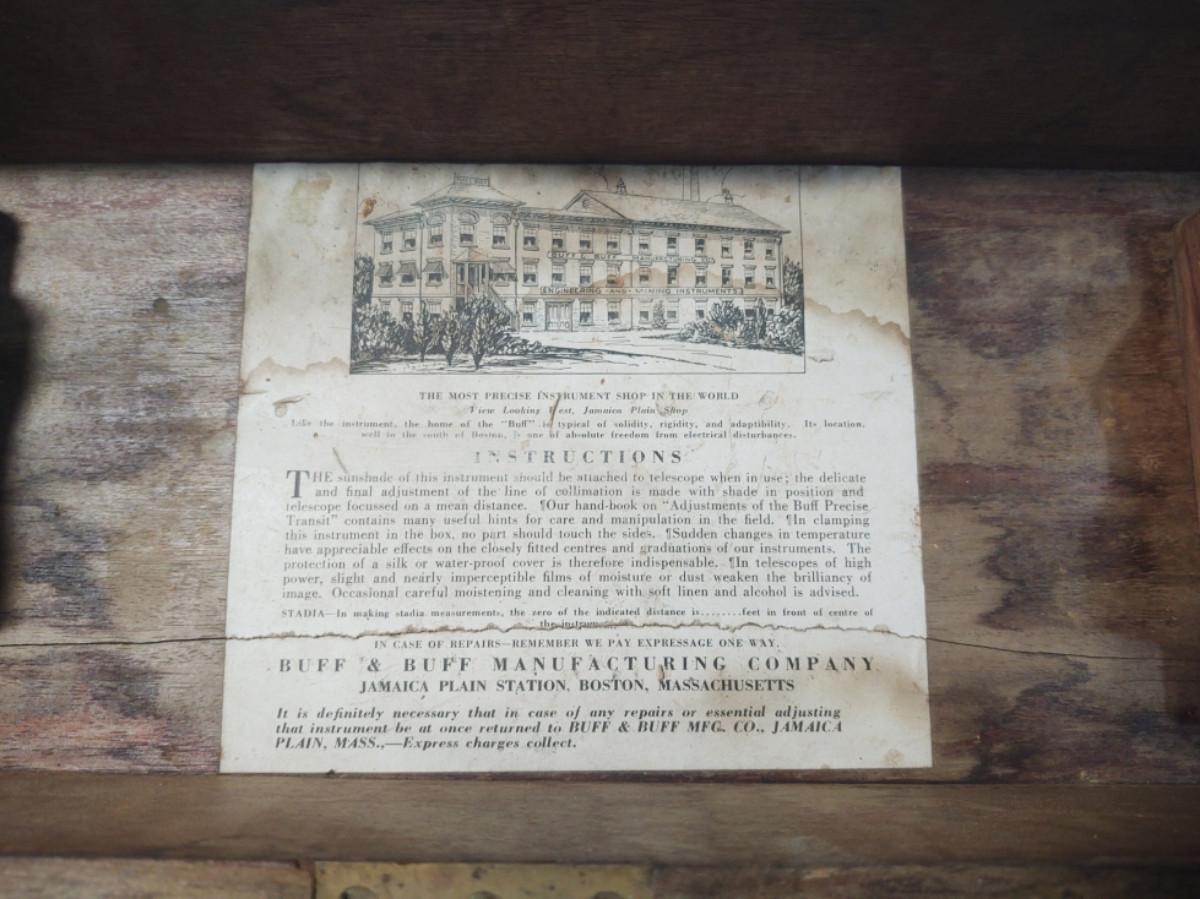 BUFF & BUFF MANUFACTURING CO.
ENGINEERING AND MINING INSTRUMENTS
THE MOST PRECISE INSTRUMENT SHOP IN THE WORLD
View Looking West, Jamaica Plain Shop
Like the instrument, the home of the "Buff" is typical of solidity, rigidity, and adaptibility. Its location,
well to the south of Boston, is one of absolute freedom from electrical disturbances.
INSTRUCTIONS
THE sunshade of this instrument should be attached to telescope when in use; the delicate
and final adjustment of the line of collimation is made with shade in position and
telescope focussed on a mean distance. ¶Our hand-book on "Adjustments of the Buff Precise
Transit" contains many useful hints for care and manipulation in the field. ¶In clamping
this instrument in the box, no part should touch the sides. ¶Sudden changes in temperature
have appreciable effects on the closely fitted centres and graduations of our instruments. The
protection of a silk or water-proof cover is therefore indispensable. ¶In telescopes of high
power, slight and nearly imperceptible films of moisture or dust weaken the brilliancy of
image. Occasional careful moistening and cleaning with soft linen and alcohol is advised.
STADIA—In making stadia measurements, the zero of the indicated distance is........feet in front of centre of
the
IN CASE OF REPAIRS—REMEMBER WE PAY EXPRESSAGE ONE WAY.
BUFF & BUFF MANUFACTURING COMPANY
JAMAICA PLAIN STATION, BOSTON, MASSACHUSETTS
It is definitely necessary that in case of any repairs or essential adjusting
that instrument be at once returned to BUFF & BUFF MFG. CO., JAMAICA
PLAIN, MASS.,—Express charges collect.